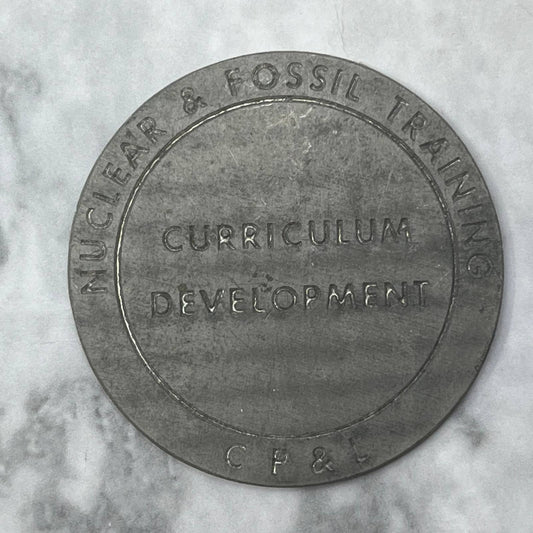 NUCLEAR & FOSSIL TRAINING
CURRICULUM
DEVELOPMENT
CP&L